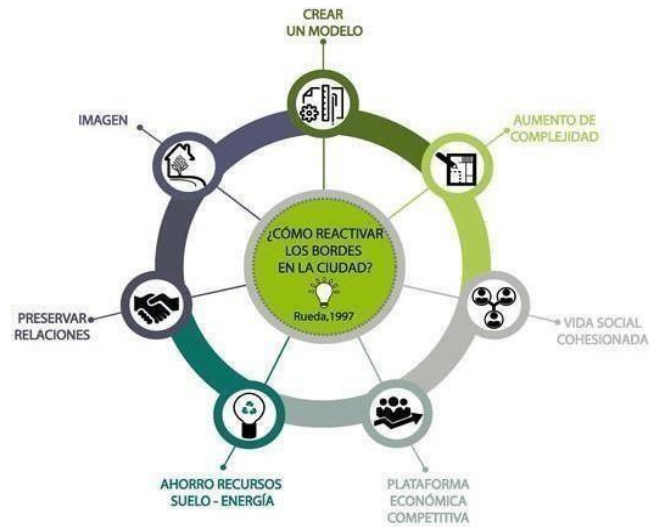 CREAR
UN MODELO
AUMENTO DE
COMPLEJIDAD
VIDA SOCIAL
COHESIONADA
PLATAFORMA
ECONÓMICA
COMPETITIVA
AHORRO RECURSOS
SUELO - ENERGÍA
PRESERVAR
RELACIONES
IMAGEN
¿CÓMO REACTIVAR
LOS BORDES
EN LA CIUDAD?
Rueda,1997